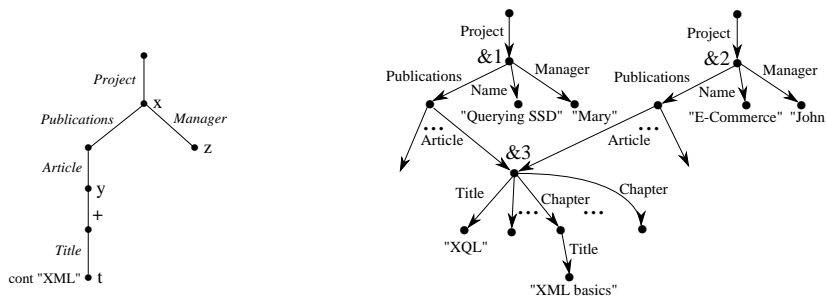 Project
x
Publications
Manager
z
Article
y
+
Title
cont "XML"
t
Project
&1
Publications
Name
Manager
"Querying SSD"
"Mary"
...
Article
Project
&2
Publications
Name
Manager
"E-Commerce"
"John
...
Article
&3
Title
Chapter
Chapter
...
...
"XQL"
Title
"XML basics"